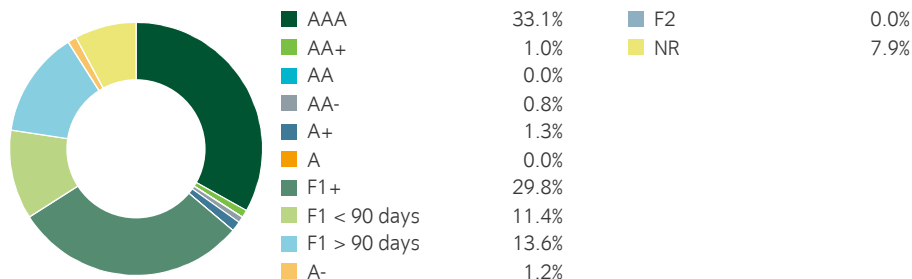 AAA 33.1%
AA+ 1.0%
AA 0.0%
AA- 0.8%
A+ 1.3%
A 0.0%
F1+ 29.8%
F1 < 90 days 11.4%
F1 > 90 days 13.6%
A- 1.2%
F2 0.0%
NR 7.9%